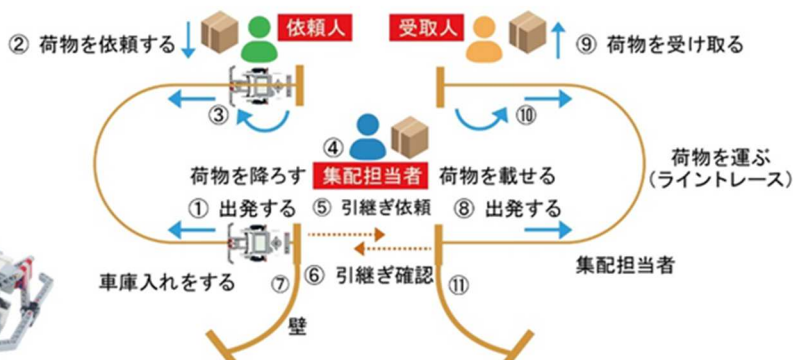 ② 荷物を依頼する
依頼人
受取人
⑨ 荷物を受け取る
③
⑩
④
荷物を降ろす
集配担当者
荷物を載せる
荷物を運ぶ
(ライントレース)
① 出発する
⑤ 引継ぎ依頼
⑧ 出発する
車庫入れをする
⑦
⑥ 引継ぎ確認
⑪
集配担当者
壁